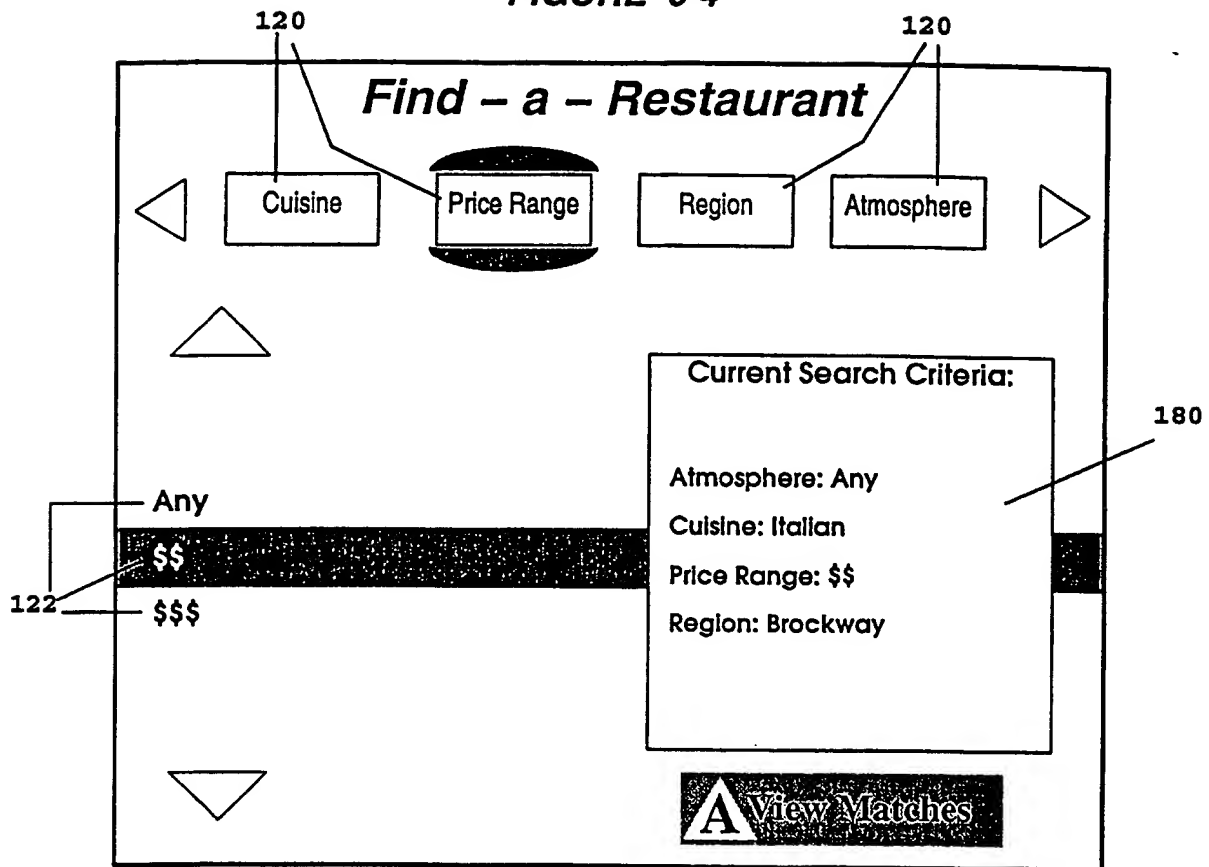 120 120
Find – a – Restaurant
Cuisine Price Range Region Atmosphere
Current Search Criteria:
180
Atmosphere: Any
Any
Cuisine: Italian
$$
Price Range: $$
122
$$$
Region: Brockway
A View Matches